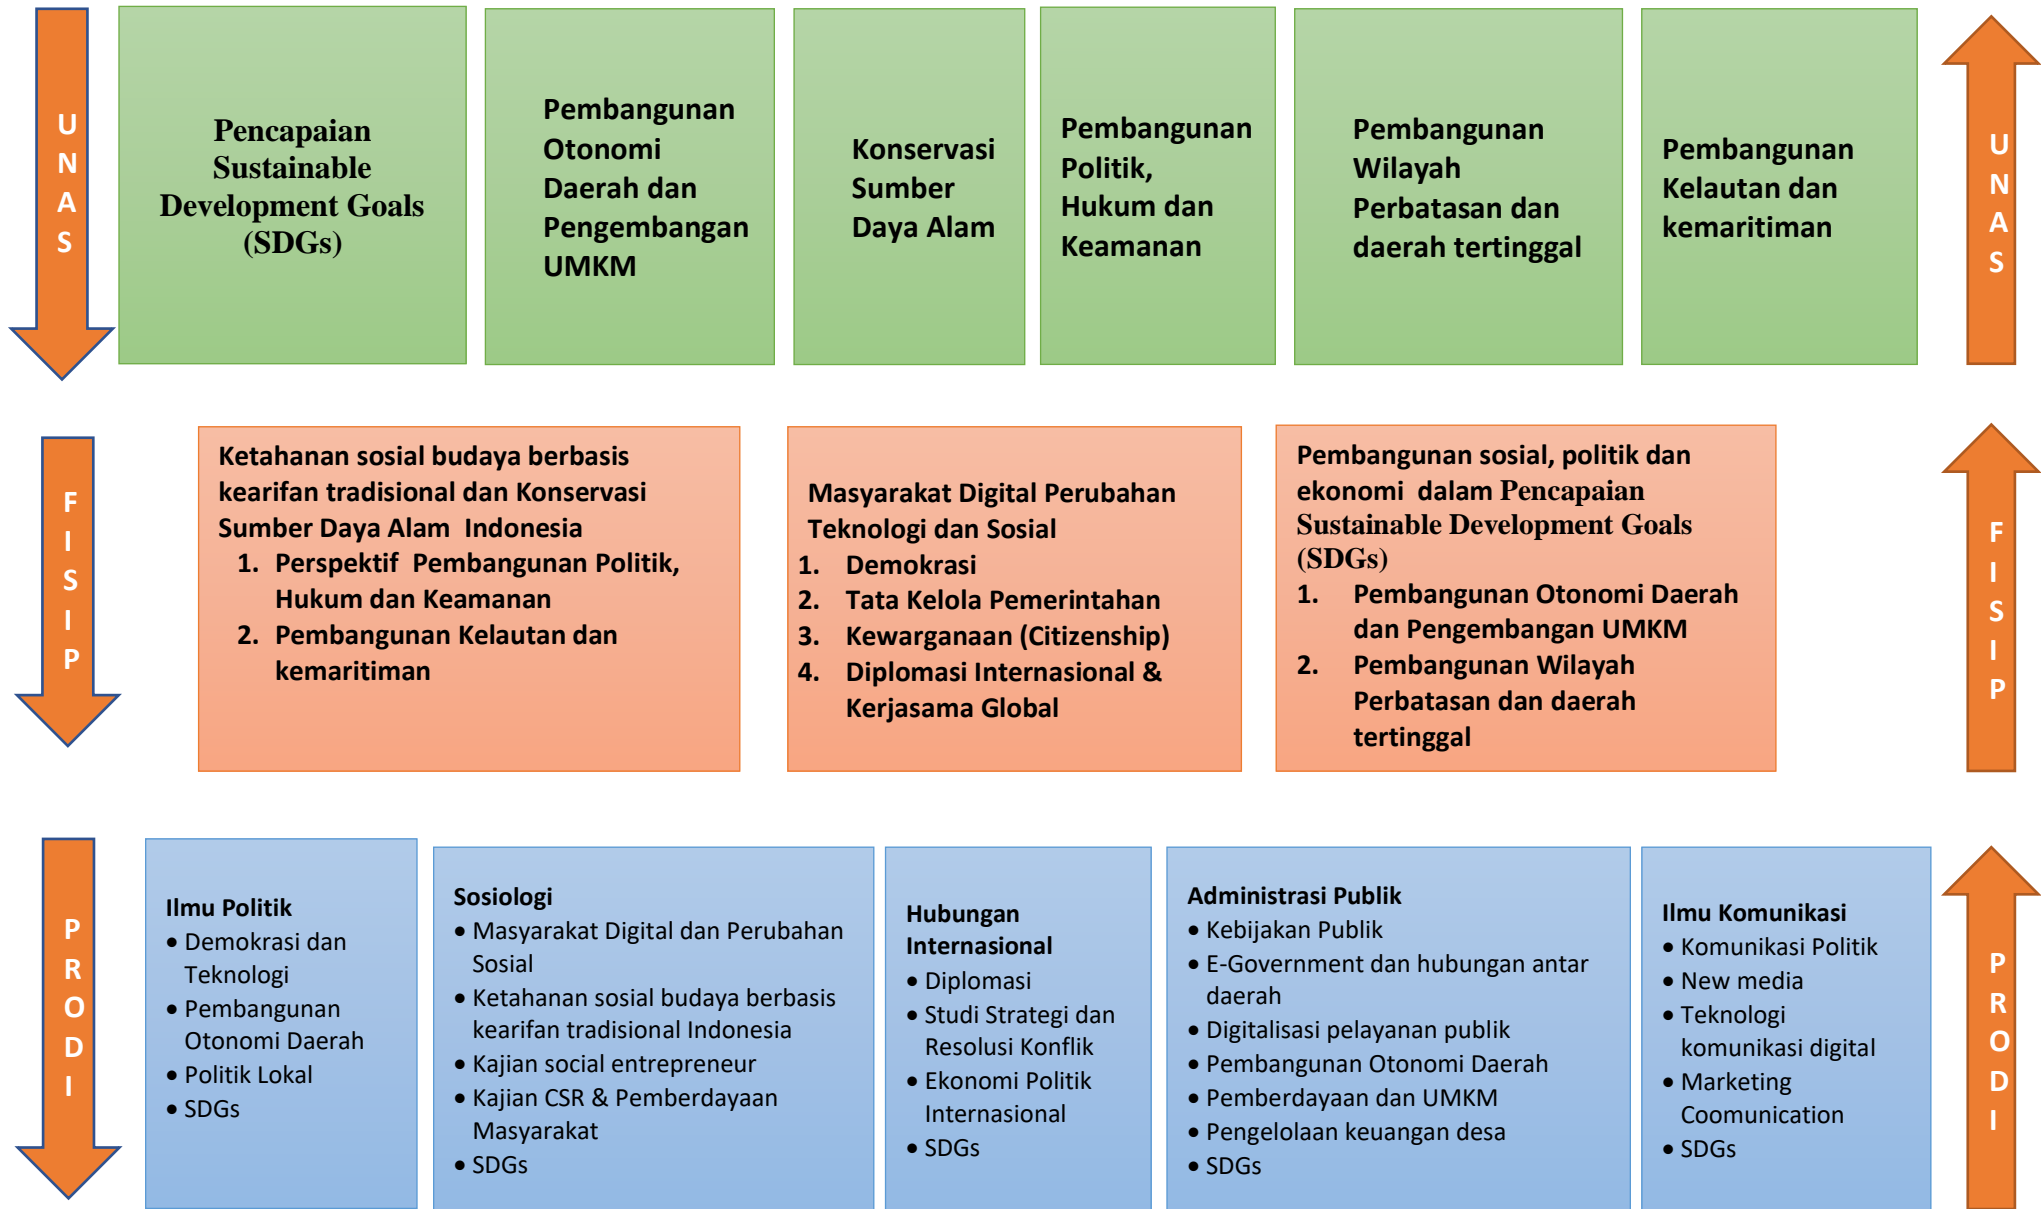 U
N
A
S
Pencapaian
Sustainable
Development Goals
(SDGs)
Pembangunan
Otonomi
Daerah dan
Pengembangan
UMKM
Konservasi
Sumber
Daya Alam
Pembangunan
Politik,
Hukum dan
Keamanan
Pembangunan
Wilayah
Perbatasan dan
daerah tertinggal
Pembangunan
Kelautan dan
kemaritiman
U
N
A
S
F
I
S
I
P
Ketahanan sosial budaya berbasis
kearifan tradisional dan Konservasi
Sumber Daya Alam Indonesia
1. Perspektif Pembangunan Politik,
Hukum dan Keamanan
2. Pembangunan Kelautan dan
kemaritiman
Masyarakat Digital Perubahan
Teknologi dan Sosial
1. Demokrasi
2. Tata Kelola Pemerintahan
3. Kewarganaan (Citizenship)
4. Diplomasi Internasional &
Kerjasama Global
Pembangunan sosial, politik dan
ekonomi dalam Pencapaian
Sustainable Development Goals
(SDGs)
1. Pembangunan Otonomi Daerah
dan Pengembangan UMKM
2. Pembangunan Wilayah
Perbatasan dan daerah
tertinggal
F
I
S
I
P
P
R
O
D
I
Ilmu Politik
• Demokrasi dan
Teknologi
• Pembangunan
Otonomi Daerah
• Politik Lokal
• SDGs
Sosiologi
• Masyarakat Digital dan Perubahan
Sosial
• Ketahanan sosial budaya berbasis
kearifan tradisional Indonesia
• Kajian social entrepreneur
• Kajian CSR & Pemberdayaan
Masyarakat
• SDGs
Hubungan
Internasional
• Diplomasi
• Studi Strategi dan
Resolusi Konflik
• Ekonomi Politik
Internasional
• SDGs
Administrasi Publik
• Kebijakan Publik
• E-Government dan hubungan antar
daerah
• Digitalisasi pelayanan publik
• Pembangunan Otonomi Daerah
• Pemberdayaan dan UMKM
• Pengelolaan keuangan desa
• SDGs
Ilmu Komunikasi
• Komunikasi Politik
• New media
• Teknologi
komunikasi digital
• Marketing
Coomunication
• SDGs
P
R
O
D
I